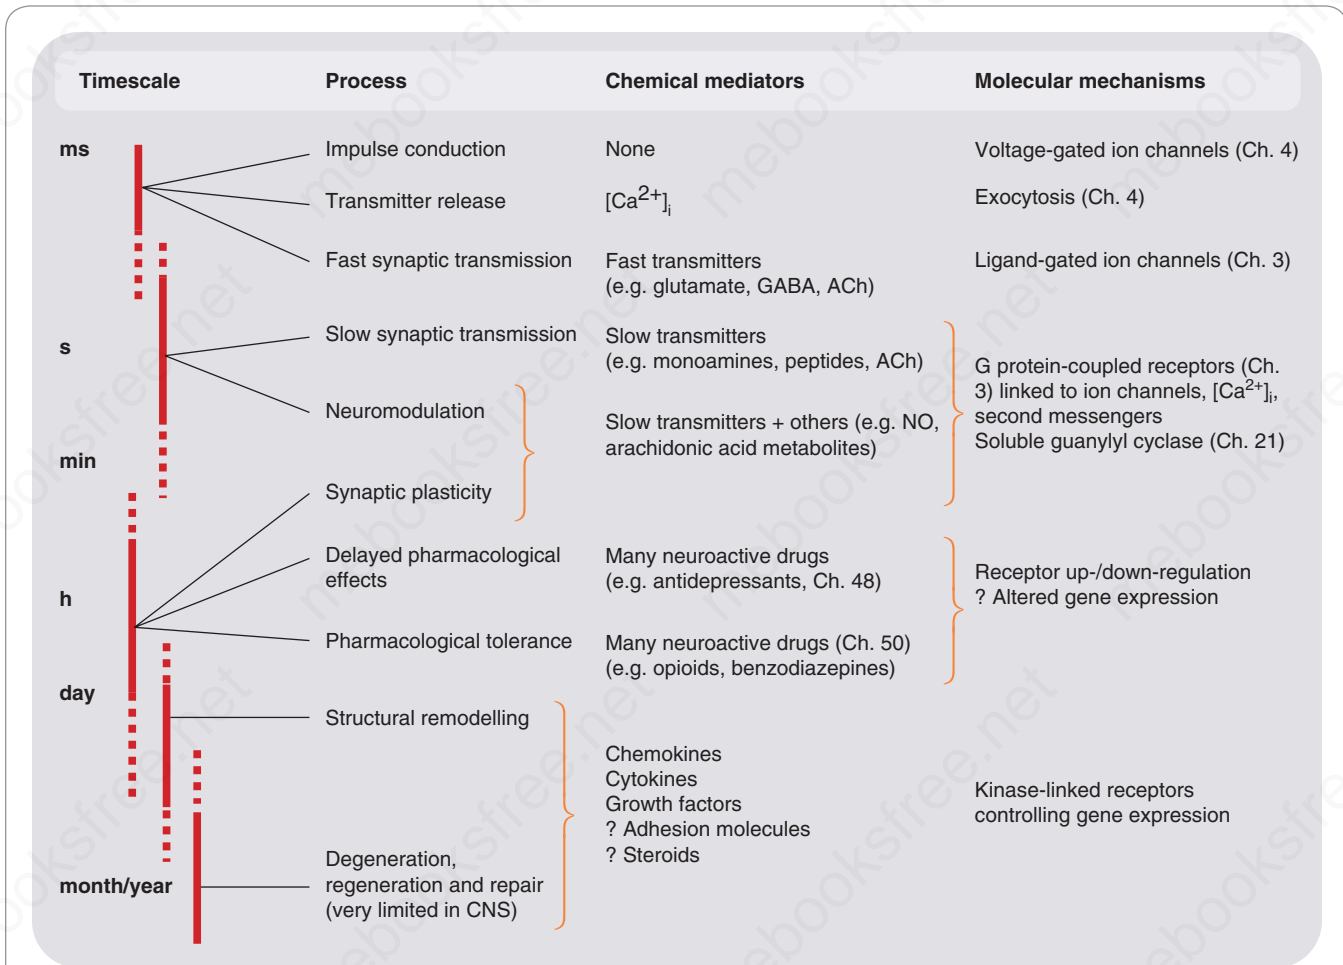 Timescale Process Chemical mediators Molecular mechanisms
ms Impulse conduction None Voltage-gated ion channels (Ch. 4)
Transmitter release [Ca2+]i Exocytosis (Ch. 4)
Fast synaptic transmission Fast transmitters Ligand-gated ion channels (Ch. 3)
(e.g. glutamate, GABA, ACh)
s Slow synaptic transmission Slow transmitters
(e.g. monoamines, peptides, ACh)
G protein-coupled receptors (Ch.
3) linked to ion channels, [Ca2+]i,
second messengers
Soluble guanylyl cyclase (Ch. 21)
Neuromodulation Slow transmitters + others (e.g. NO,
arachidonic acid metabolites)
min
Synaptic plasticity
Delayed pharmacological Many neuroactive drugs
effects (e.g. antidepressants, Ch. 48)
Receptor up-/down-regulation
? Altered gene expression
h
Pharmacological tolerance Many neuroactive drugs (Ch. 50)
(e.g. opioids, benzodiazepines)
day
Structural remodelling
Chemokines
Cytokines
Growth factors
? Adhesion molecules
? Steroids
Kinase-linked receptors
controlling gene expression
month/year
Degeneration,
regeneration and repair
(very limited in CNS)
mebooksfree.net